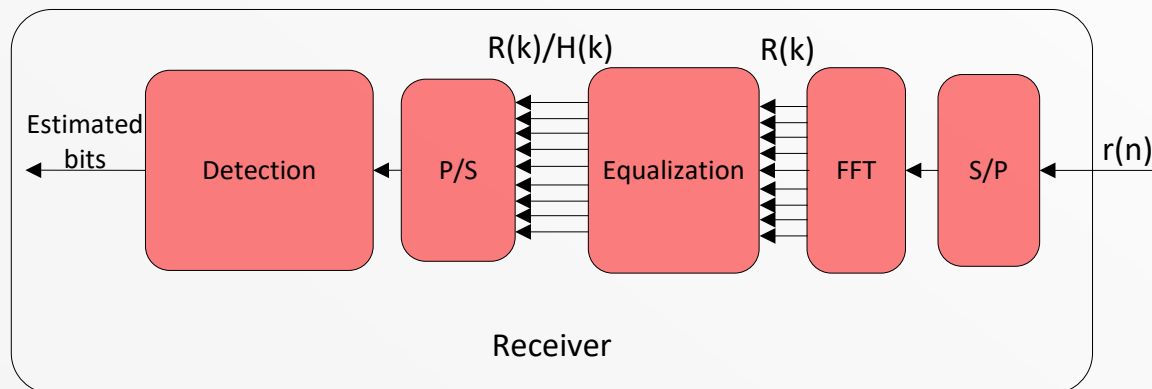 R(k)/H(k)
R(k)
Estimated
bits
Detection
P/S
Equalization
FFT
S/P
r(n)
Receiver